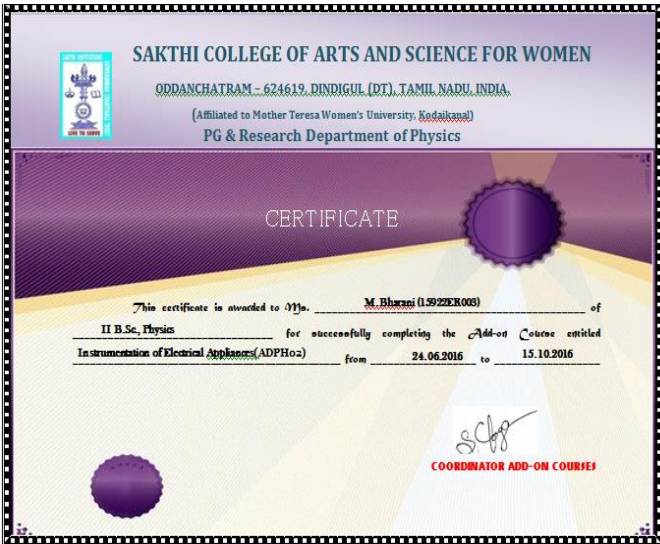 SAKTHI COLLEGE OF ARTS AND SCIENCE FOR WOMEN
ODDANCHATRAM – 624619, DINDIGUL (DT), TAMIL NADU, INDIA,
(Affiliated to Mother Teresa Women's University, Kodaikanal)
PG & Research Department of Physics
LIVE TO SERVE
CERTIFICATE
This certificate is awarded to Ms. M. Bharani (15922ER003) of
II B.Sc., Physics for successfully completing the Add-on Course entitled
Instrumentation of Electrical Appliances(ADPH02) from 24.06.2016 to 15.10.2016
COORDINATOR ADD-ON COURSES